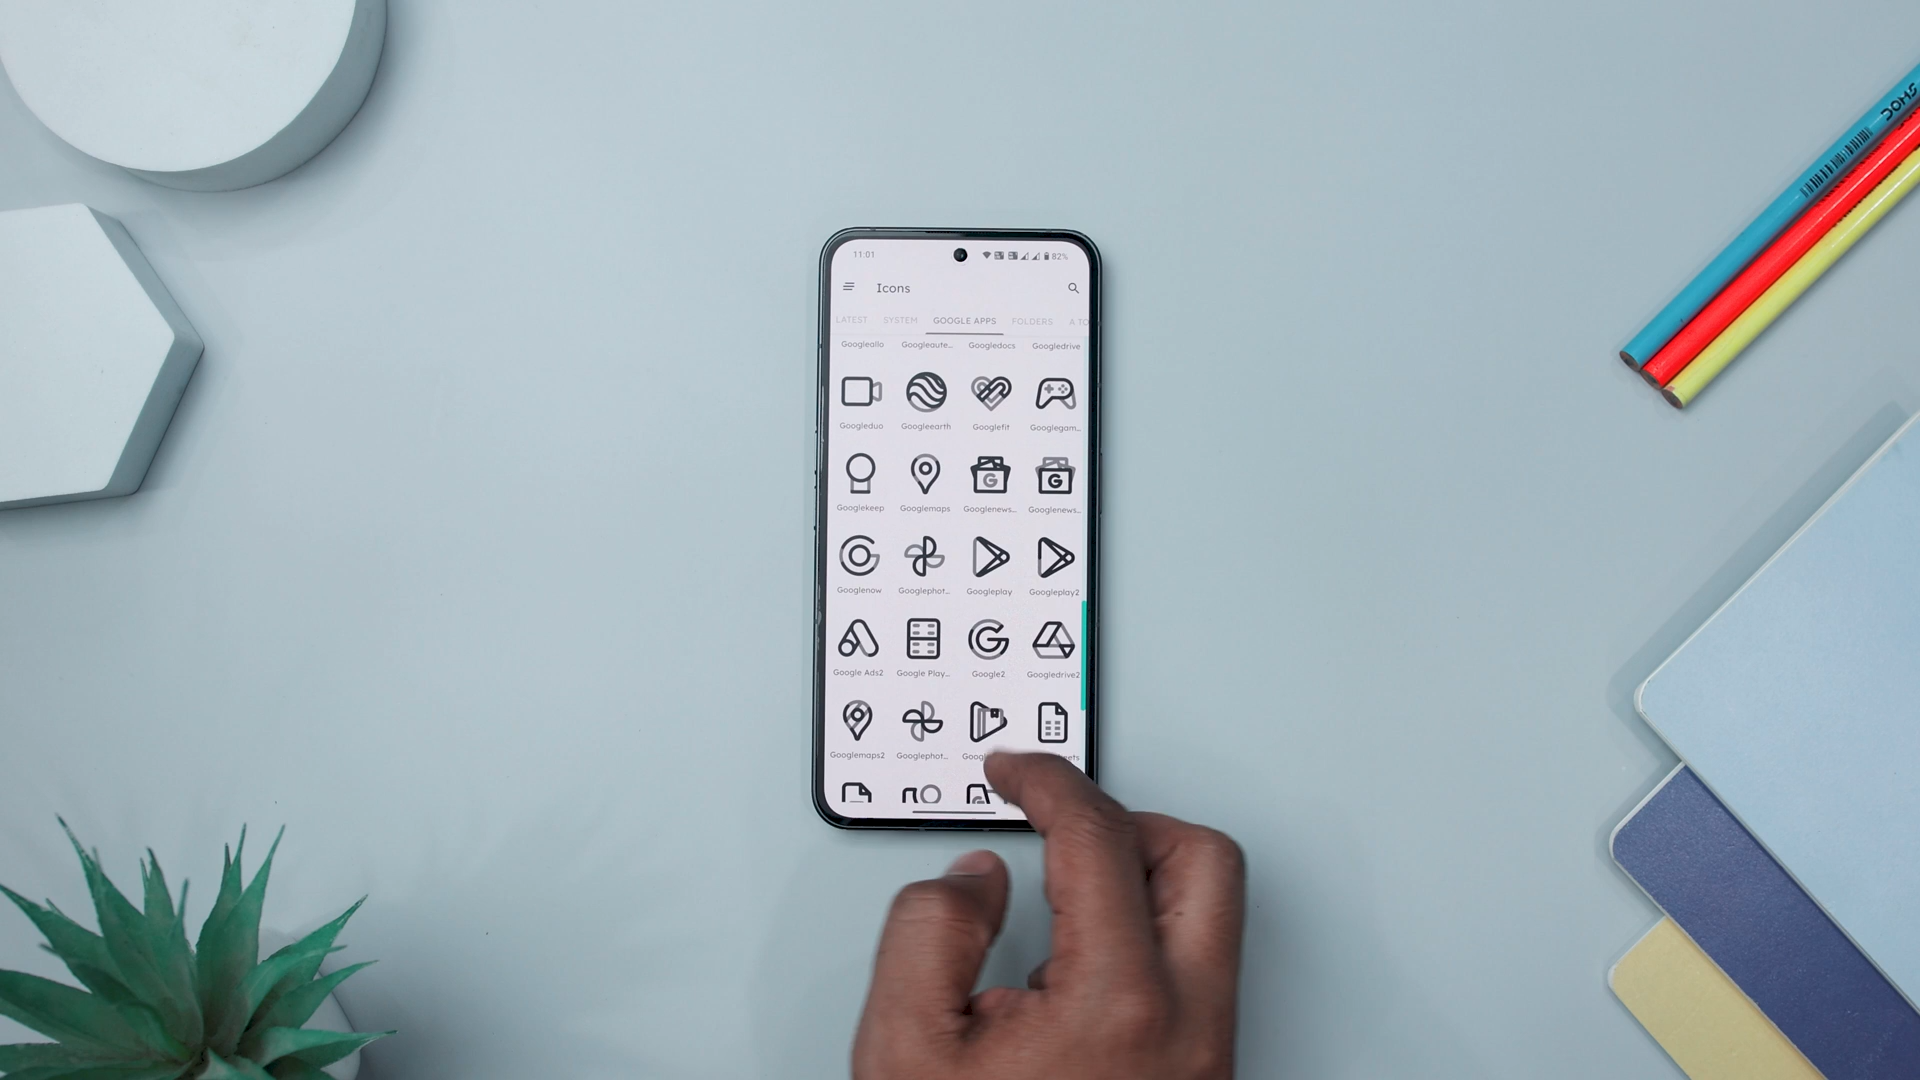 11:01 82%
Icons
LATEST SYSTEM GOOGLE APPS FOLDERS A TO
Googleallo Googleaute... Googledocs Googledrive
Googleduo Googleearth Googlefit Googlegam...
Googlekeep Googlemaps Googlenews... Googlenews...
Googlenow Googlephot... Googleplay Googleplay2
Google Ads2 Google Play... Google2 Googledrive2
Googlemaps2 Googlephot...
DOMS